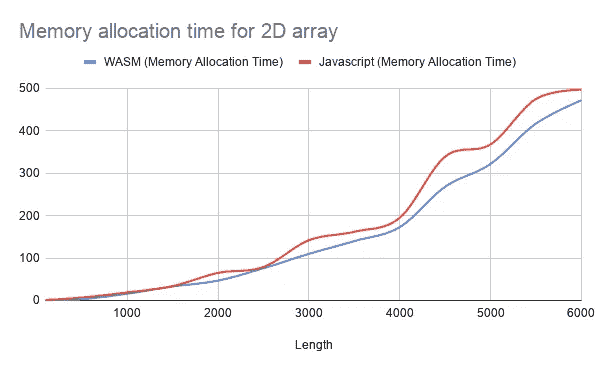 Memory allocation time for 2D array
WASM (Memory Allocation Time) Javascript (Memory Allocation Time)
500
400
300
200
100
0
1000 2000 3000 4000 5000 6000
Length